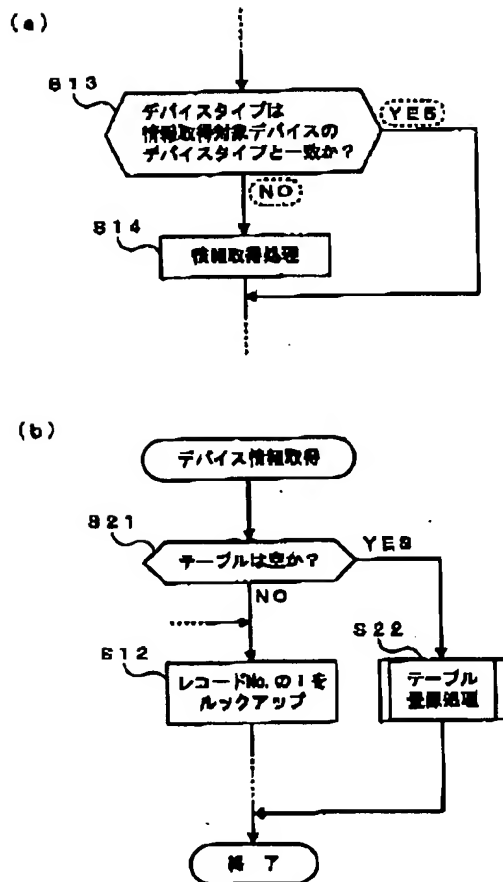 (a)
S13
デバイスタイプは
情報取得対象デバイスの
デバイスタイプと一致か?
YES
NO
S14
情報取得処理
(b)
デバイス情報取得
S21
テーブルは空か?
YES
NO
S22
S12
レコードNo.の1を
ルックアップ
テーブル
登録処理
終了